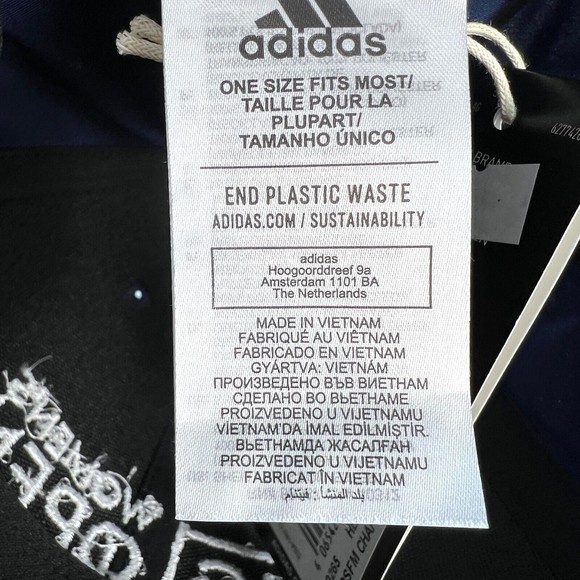 adidas
ONE SIZE FITS MOST/
TAILLE POUR LA
PLUPART/
TAMANHO ÚNICO
END PLASTIC WASTE
ADIDAS.COM / SUSTAINABILITY
adidas
Hoogoorddreef 9a
Amsterdam 1101 BA
The Netherlands
MADE IN VIETNAM
FABRIQUÉ AU VIÊTNAM
FABRICADO EN VIETNAM
GYÁRTVA: VIETNÁM
ПРОИЗВЕДЕНО ВЪВ ВИЕТНАМ
СДЕЛАНО ВО ВЬЕТНАМЕ
PROIZVEDENO U VIJETNAMU
VİETNAM'DA İMAL EDİLMİŞTİR.
ВЬЕТНАМДА ЖАСАЛҒАН
PROIZVEDENO U VIJETNAMU
FABRICAT ÎN VIETNAM
بلد المنشأ: فيتنام
BRAND